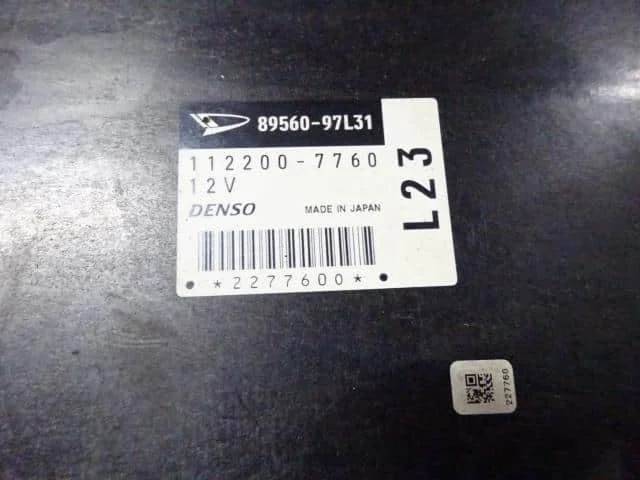 89560-97L31
112200-7760
12V
DENSO MADE IN JAPAN
*2277600*
L23
227760